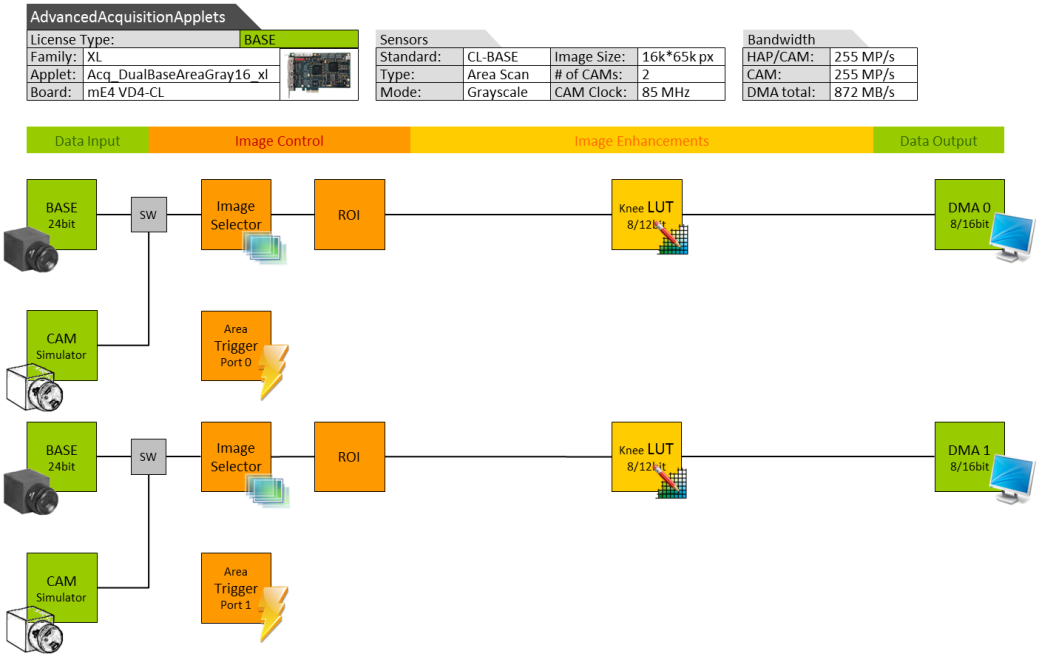 AdvancedAcquisitionApplets
License Type: BASE
Family: XL
Applet: Acq_DualBaseAreaGray16_xl
Board: mE4 VD4-CL
Sensors
Standard: CL-BASE Image Size: 16k*65k px
Type: Area Scan # of CAMs: 2
Mode: Grayscale CAM Clock: 85 MHz
Bandwidth
HAP/CAM: 255 MP/s
CAM: 255 MP/s
DMA total: 872 MB/s
Data Input Image Control Image Enhancements Data Output
BASE
24bit
SW
Image
Selector
ROI
Knee LUT
8/12bit
DMA 0
8/16bit
CAM
Simulator
Area
Trigger
Port 0
BASE
24bit
SW
Image
Selector
ROI
Knee LUT
8/12bit
DMA 1
8/16bit
CAM
Simulator
Area
Trigger
Port 1